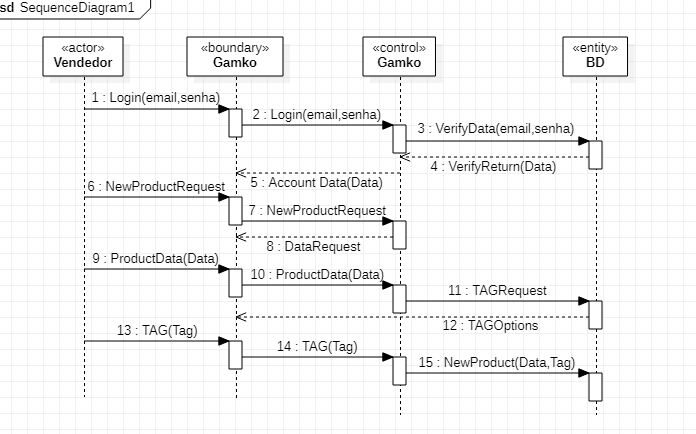 sd SequenceDiagram1
«actor»
Vendedor
«boundary»
Gamko
«control»
Gamko
«entity»
BD
1 : Login(email,senha)
2 : Login(email,senha)
3 : VerifyData(email,senha)
4 : VerifyReturn(Data)
5 : Account Data(Data)
6 : NewProductRequest
7 : NewProductRequest
8 : DataRequest
9 : ProductData(Data)
10 : ProductData(Data)
11 : TAGRequest
12 : TAGOptions
13 : TAG(Tag)
14 : TAG(Tag)
15 : NewProduct(Data,Tag)